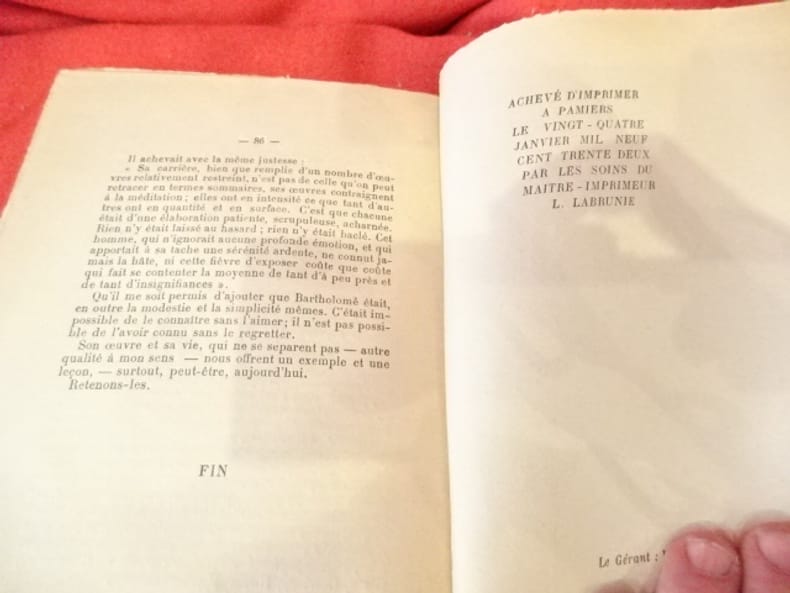 — 86 —
Il achevait avec la même justesse :
« Sa carrière, bien que remplie d'un nombre d'œu-
vres relativement restreint, n'est pas de celle qu'on peut
retracer en termes sommaires, ses œuvres contraignent
à la méditation ; elles ont en intensité ce que tant d'au-
tres ont en quantité et en surface. C'est que chacune
était d'une élaboration patiente, scrupuleuse, acharnée.
Rien n'y était laissé au hasard ; rien n'y était baclé. Cet
homme, qui n'ignorait aucune profonde émotion, et qui
apportait à sa tache une sérénité ardente, ne connut ja-
mais la hâte, ni cette fièvre d'exposer coûte que coûte
qui fait se contenter la moyenne de tant d'à peu près et
de tant d'insignifiances ».
Qu'il me soit permis d'ajouter que Bartholomé était,
en outre la modestie et la simplicité mêmes. C'était im-
possible de le connaître sans l'aimer; il n'est pas possi-
ble de l'avoir connu sans le regretter.
Son œuvre et sa vie, qui ne se separent pas — autre
qualité à mon sens — nous offrent un exemple et une
leçon, — surtout, peut-être, aujourd'hui.
Retenons-les.
FIN
ACHEVÉ D'IMPRIMER
A PAMIERS
LE VINGT - QUATRE
JANVIER MIL NEUF
CENT TRENTE DEUX
PAR LES SOINS DU
MAITRE - IMPRIMEUR
L. LABRUNIE
Le Gérant :